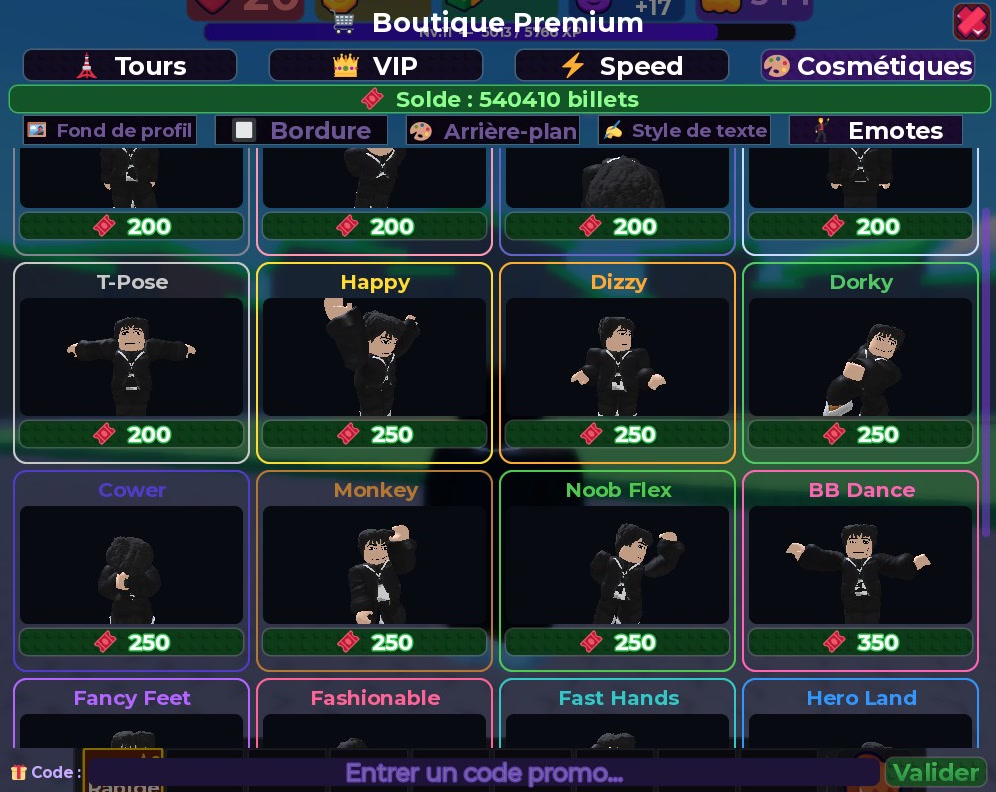 +17
Boutique Premium
Tours
VIP
Speed
Cosmétiques
Solde : 540410 billets
Fond de profil
Bordure
Arrière-plan
Style de texte
Emotes
200
200
200
200
T-Pose
Happy
Dizzy
Dorky
200
250
250
250
Cower
Monkey
Noob Flex
BB Dance
250
250
250
350
Fancy Feet
Fashionable
Fast Hands
Hero Land
Code :
Entrer un code promo...
Valider